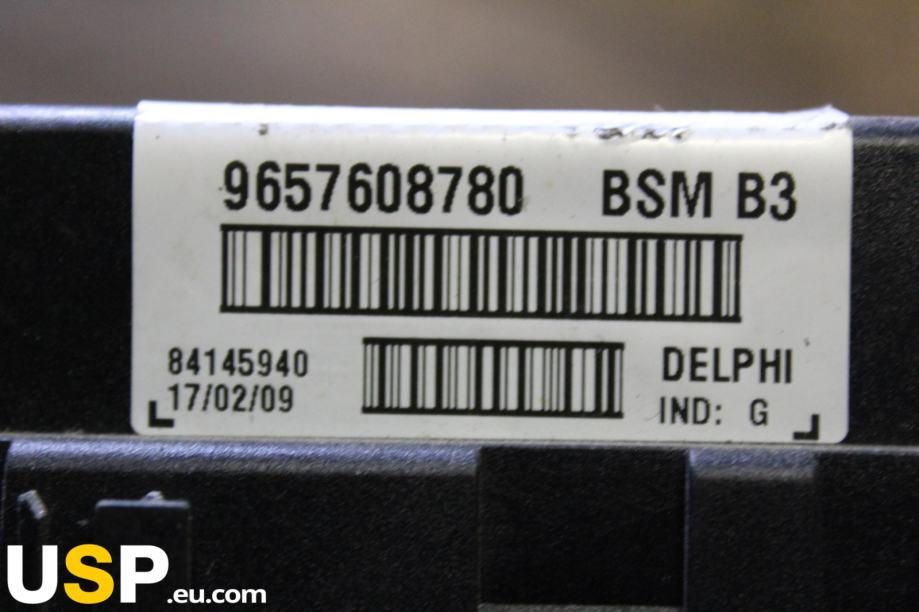 9657608780 BSM B3
84145940
17/02/09
DELPHI
IND: G
USP.eu.com